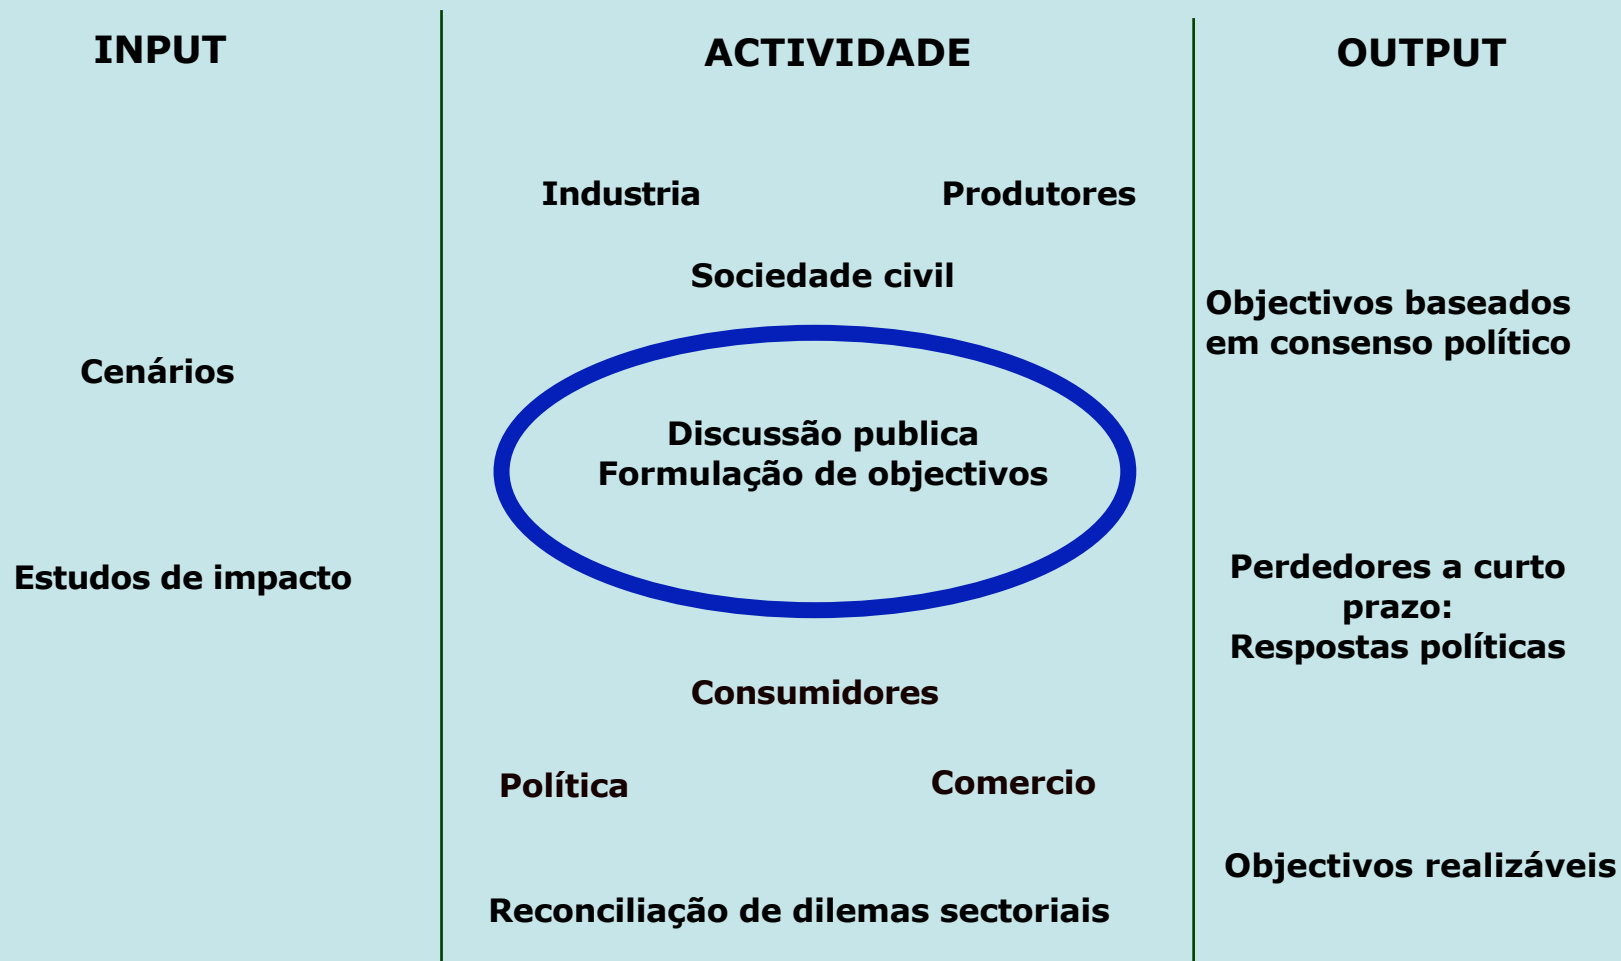 INPUT
Cenários
Estudos de impacto
ACTIVIDADE
Industria
Produtores
Sociedade civil
Discussão publica
Formulação de objectivos
Consumidores
Política
Comercio
Reconciliação de dilemas sectoriais
OUTPUT
Objectivos baseados
em consenso político
Perdedores a curto
prazo:
Respostas políticas
Objectivos realizáveis